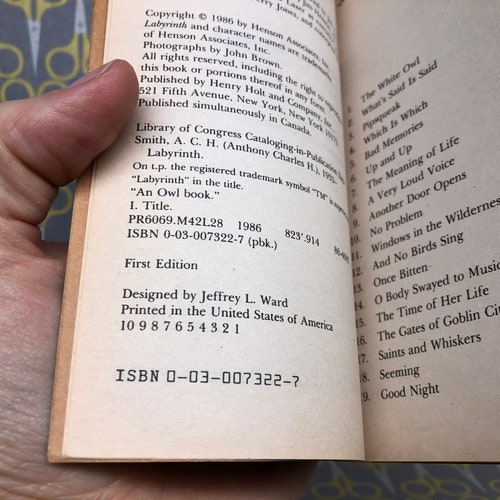 Copyright © 1986 by Henson Associates, Inc.
Labyrinth and character names are trademarks
of Henson Associates, Inc.
Photographs by John Brown.
All rights reserved, including the right to
this book or portions thereof in any form.
Published by Henry Holt and Company, Inc.
521 Fifth Avenue, New York, New York
Published simultaneously in Canada.
Library of Congress Cataloging-in-Publication
Smith, A. C. H. (Anthony Charles H.),
Labyrinth.
On t.p. the registered trademark symbol "TM" is
"Labyrinth" in the title.
"An Owl book."
I. Title.
PR6069.M42L28 1986 823'.914
ISBN 0-03-007322-7 (pbk.)
First Edition
Designed by Jeffrey L. Ward
Printed in the United States of America
10 9 8 7 6 5 4 3 2 1
ISBN 0-03-007322-7
The White Owl
What's Said Is Said
Pipsqueak
Which Is Which
Bad Memories
Up and Up
The Meaning of Life
A Very Loud Voice
Another Door Opens
No Problem
Windows in the Wilderness
And No Birds Sing
Once Bitten
O Body Swayed to Music
The Time of Her Life
The Gates of Goblin
Saints and Whiskers
Seeming
Good Night